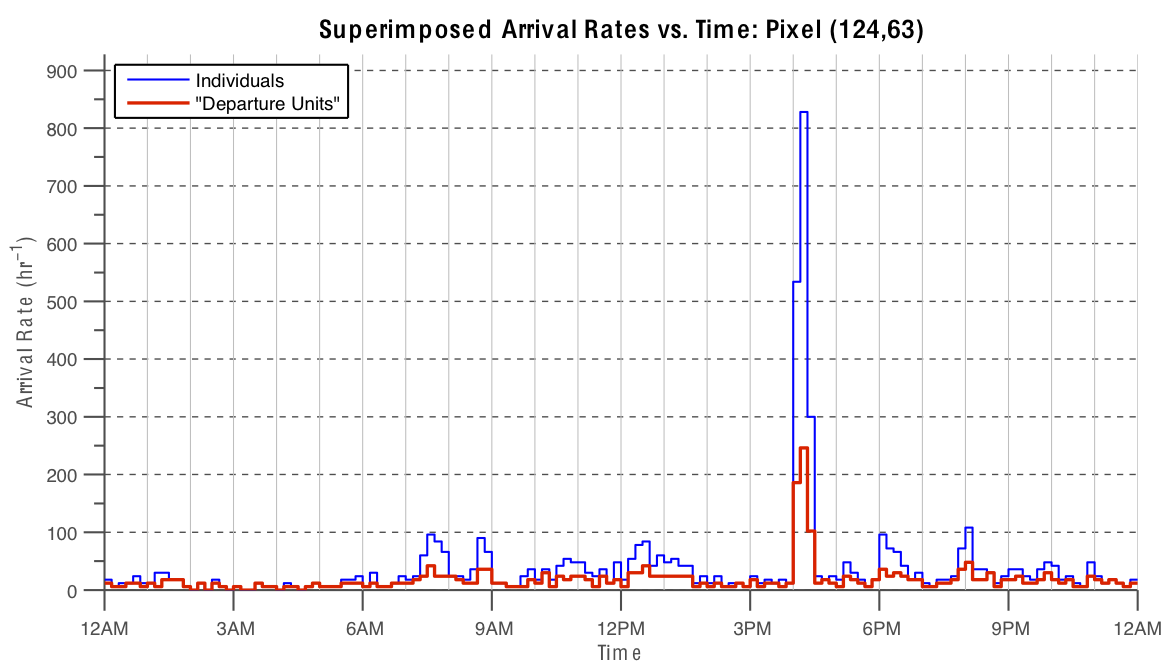 Superimposed Arrival Rates vs. Time: Pixel (124,63)
Individuals
"Departure Units"
900
800
700
600
500
400
300
200
100
0
Arrival Rate (hr⁻¹)
12AM 3AM 6AM 9AM 12PM 3PM 6PM 9PM 12AM
Time